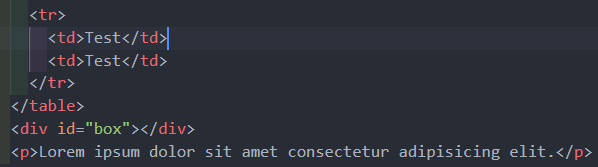 <tr>
<td>Test</td>
<td>Test</td>
</tr>
</table>
<div id="box"></div>
<p>Lorem ipsum dolor sit amet consectetur adipisicing elit.</p>